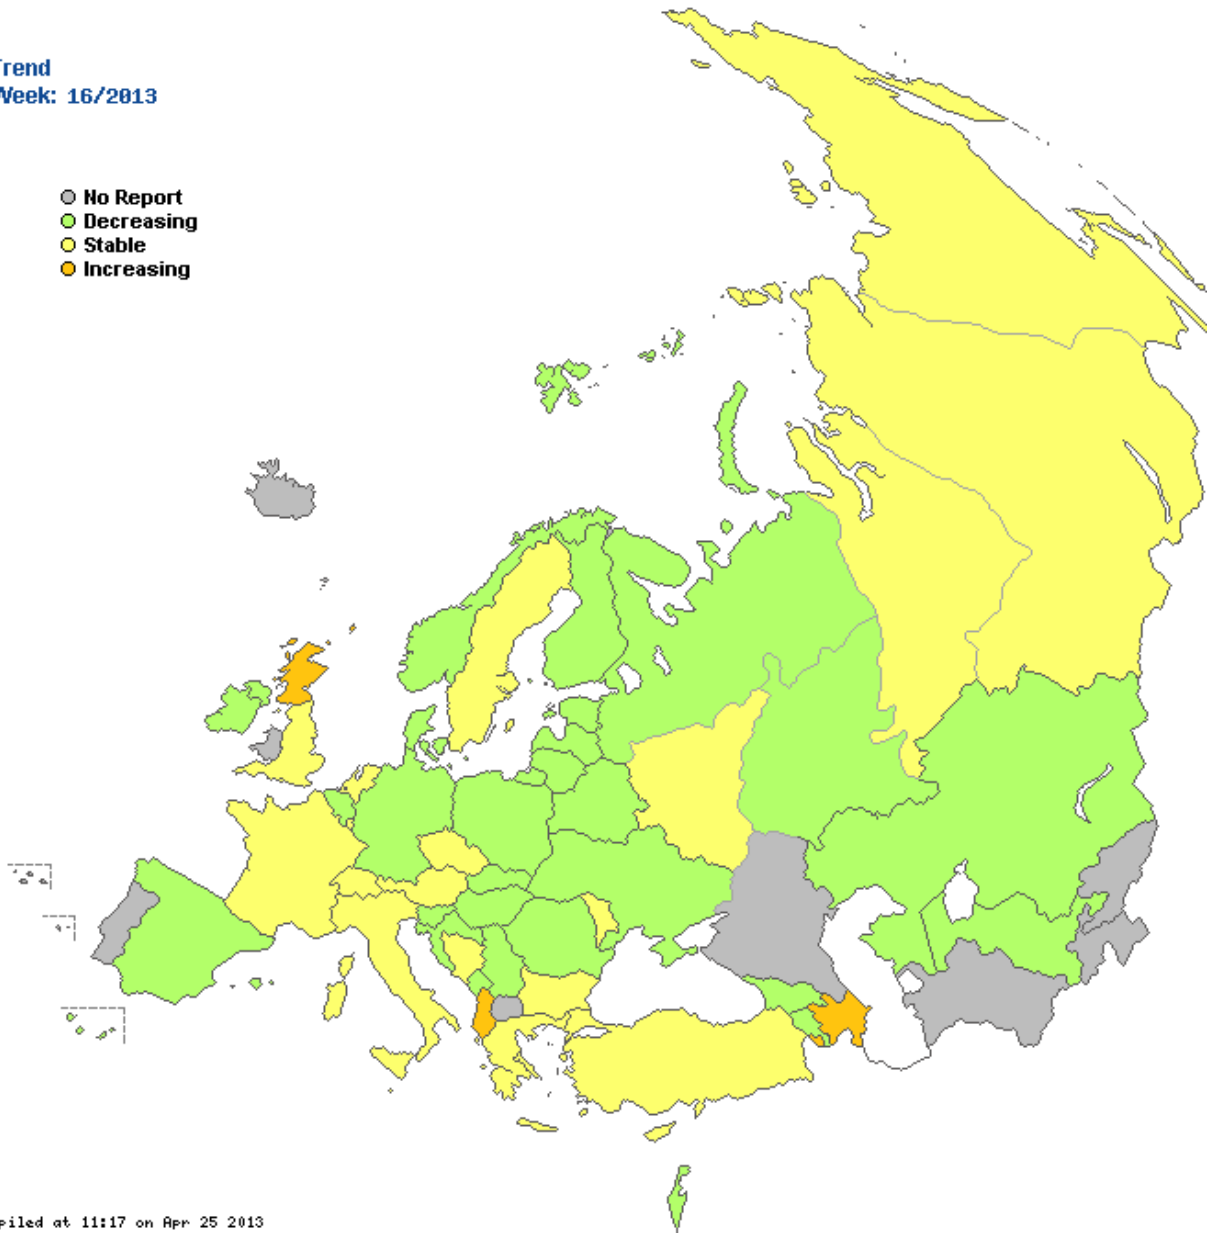 Trend
Week: 16/2013
No Report
Decreasing
Stable
Increasing
piled at 11:17 on Apr 25 2013